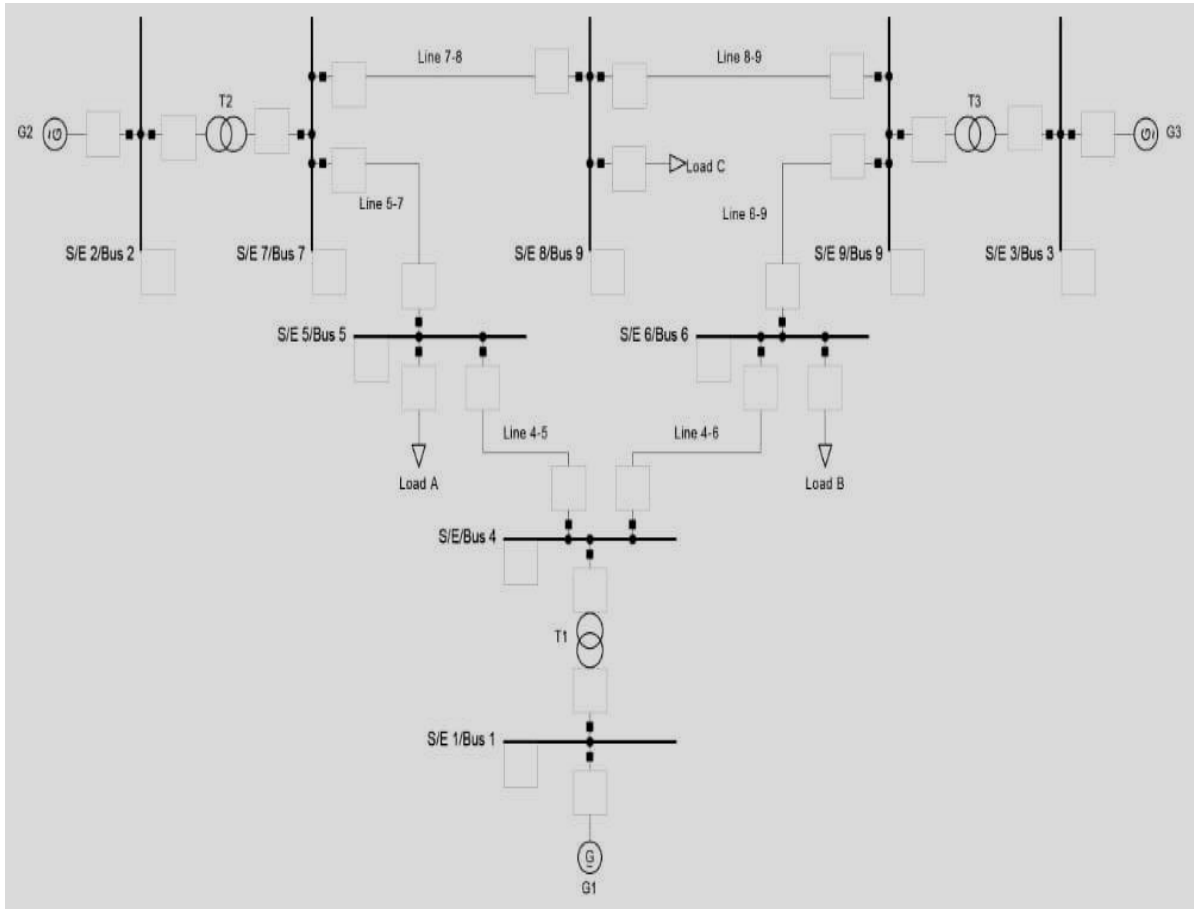 Line 7-8
Line 8-9
T2
T3
G2
G
G
G3
Load C
Line 5-7
Line 6-9
S/E 2/Bus 2
S/E 7/Bus 7
S/E 8/Bus 9
S/E 9/Bus 9
S/E 3/Bus 3
S/E 5/Bus 5
S/E 6/Bus 6
Line 4-5
Line 4-6
Load A
Load B
S/E/Bus 4
T1
S/E 1/Bus 1
G
G1